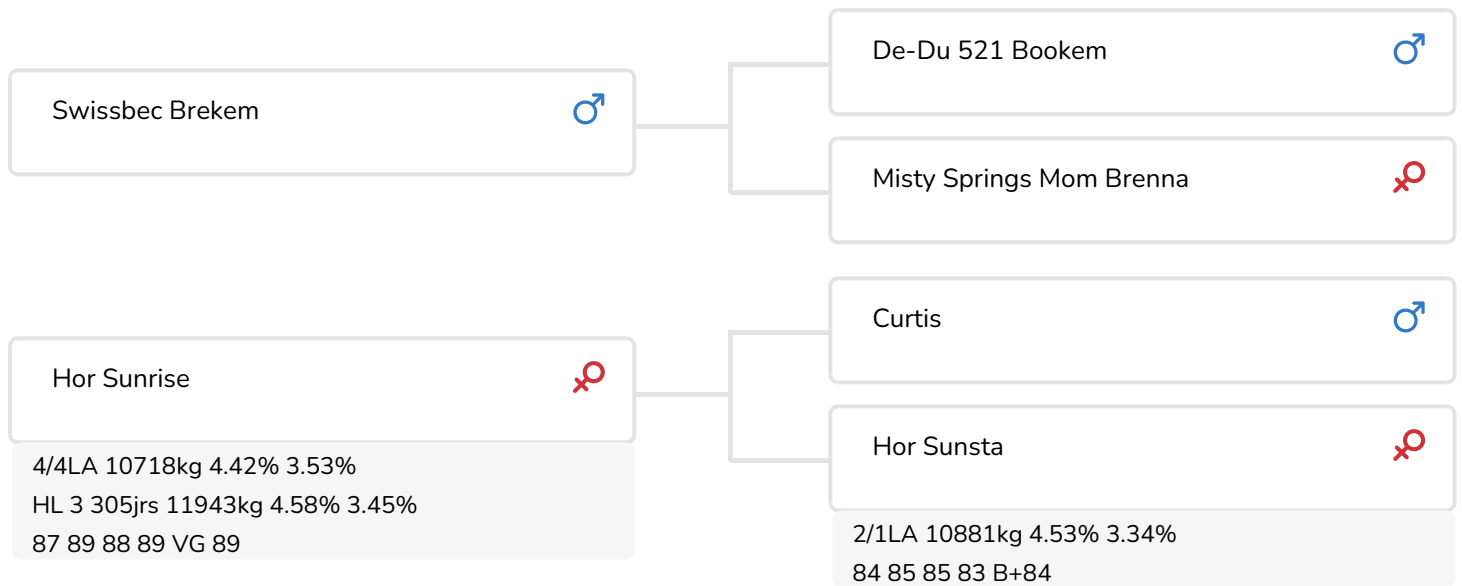 Swissbec Brekem
De-Du 521 Bookem
Misty Springs Mom Brenna
Hor Sunrise
4/4LA 10718kg 4.42% 3.53%
HL 3 305jrs 11943kg 4.58% 3.45%
87 89 88 89 VG 89
Curtis
Hor Sunsta
2/1LA 10881kg 4.53% 3.34%
84 85 85 83 B+84